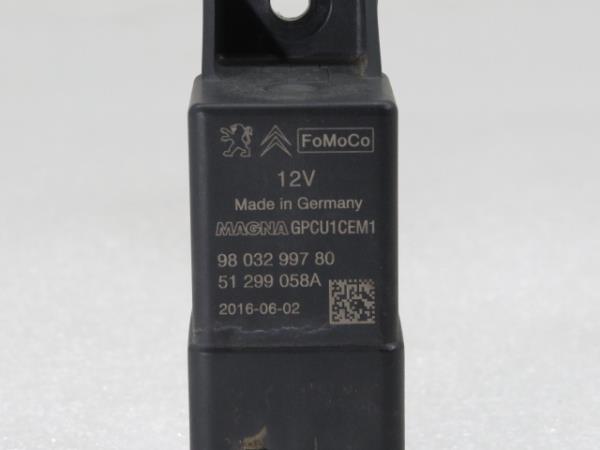 FoMoCo
12V
Made in Germany
MAGNA GPCU1CEM1
98 032 997 80
51 299 058A
2016-06-02